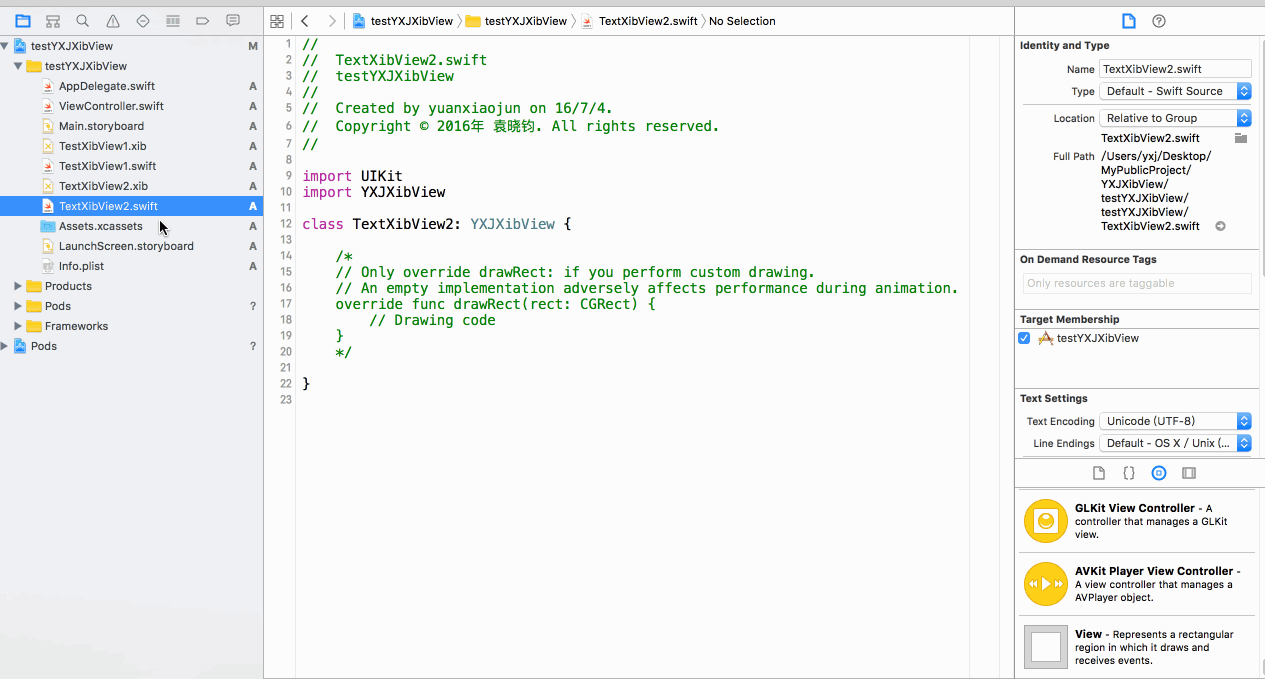 testYXJXibView
testYXJXibView
TextXibView2.swift
No Selection
testYXJXibView M
testYXJXibView
AppDelegate.swift A
ViewController.swift A
Main.storyboard A
TestXibView1.xib A
TestXibView1.swift A
TextXibView2.xib A
TextXibView2.swift A
Assets.xcassets A
LaunchScreen.storyboard A
Info.plist A
Products
Pods ?
Frameworks
Pods ?
1 //
2 //  TextXibView2.swift
3 //  testYXJXibView
4 //
5 //  Created by yuanxiaojun on 16/7/4.
6 //  Copyright © 2016年 袁晓钧. All rights reserved.
7 //
8
9 import UIKit
10 import YXJXibView
11
12 class TextXibView2: YXJXibView {
13
14     /*
15     // Only override drawRect: if you perform custom drawing.
16     // An empty implementation adversely affects performance during animation.
17     override func drawRect(rect: CGRect) {
18         // Drawing code
19     }
20     */
21
22 }
23
Identity and Type
Name TextXibView2.swift
Type Default - Swift Source
Location Relative to Group
TextXibView2.swift
Full Path /Users/yxj/Desktop/
MyPublicProject/
YXJXibView/
testYXJXibView/
testYXJXibView/
TextXibView2.swift
On Demand Resource Tags
Only resources are taggable
Target Membership
testYXJXibView
Text Settings
Text Encoding Unicode (UTF-8)
Line Endings Default - OS X / Unix (...
GLKit View Controller - A
controller that manages a GLKit
view.
AVKit Player View Controller -
A view controller that manages a
AVPlayer object.
View - Represents a rectangular
region in which it draws and
receives events.